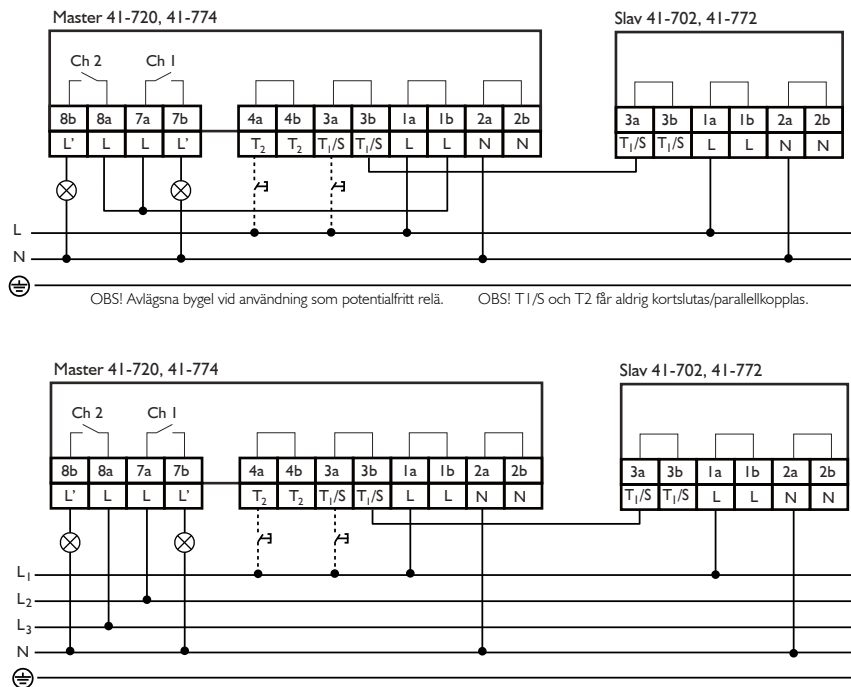 Master 41-720, 41-774
Slav 41-702, 41-772
Ch 2 Ch 1
8b 8a 7a 7b 4a 4b 3a 3b 1a 1b 2a 2b
L' L L L' T₂ T₂ T₁/S T₁/S L L N N
3a 3b 1a 1b 2a 2b
T₁/S T₁/S L L N N
L
N
OBS! Avlägsna bygel vid användning som potentialfritt relä.
OBS! T1/S och T2 får aldrig kortslutas/parallellkopplas.
Master 41-720, 41-774
Slav 41-702, 41-772
Ch 2 Ch 1
8b 8a 7a 7b 4a 4b 3a 3b 1a 1b 2a 2b
L' L L L' T₂ T₂ T₁/S T₁/S L L N N
3a 3b 1a 1b 2a 2b
T₁/S T₁/S L L N N
L₁
L₂
L₃
N